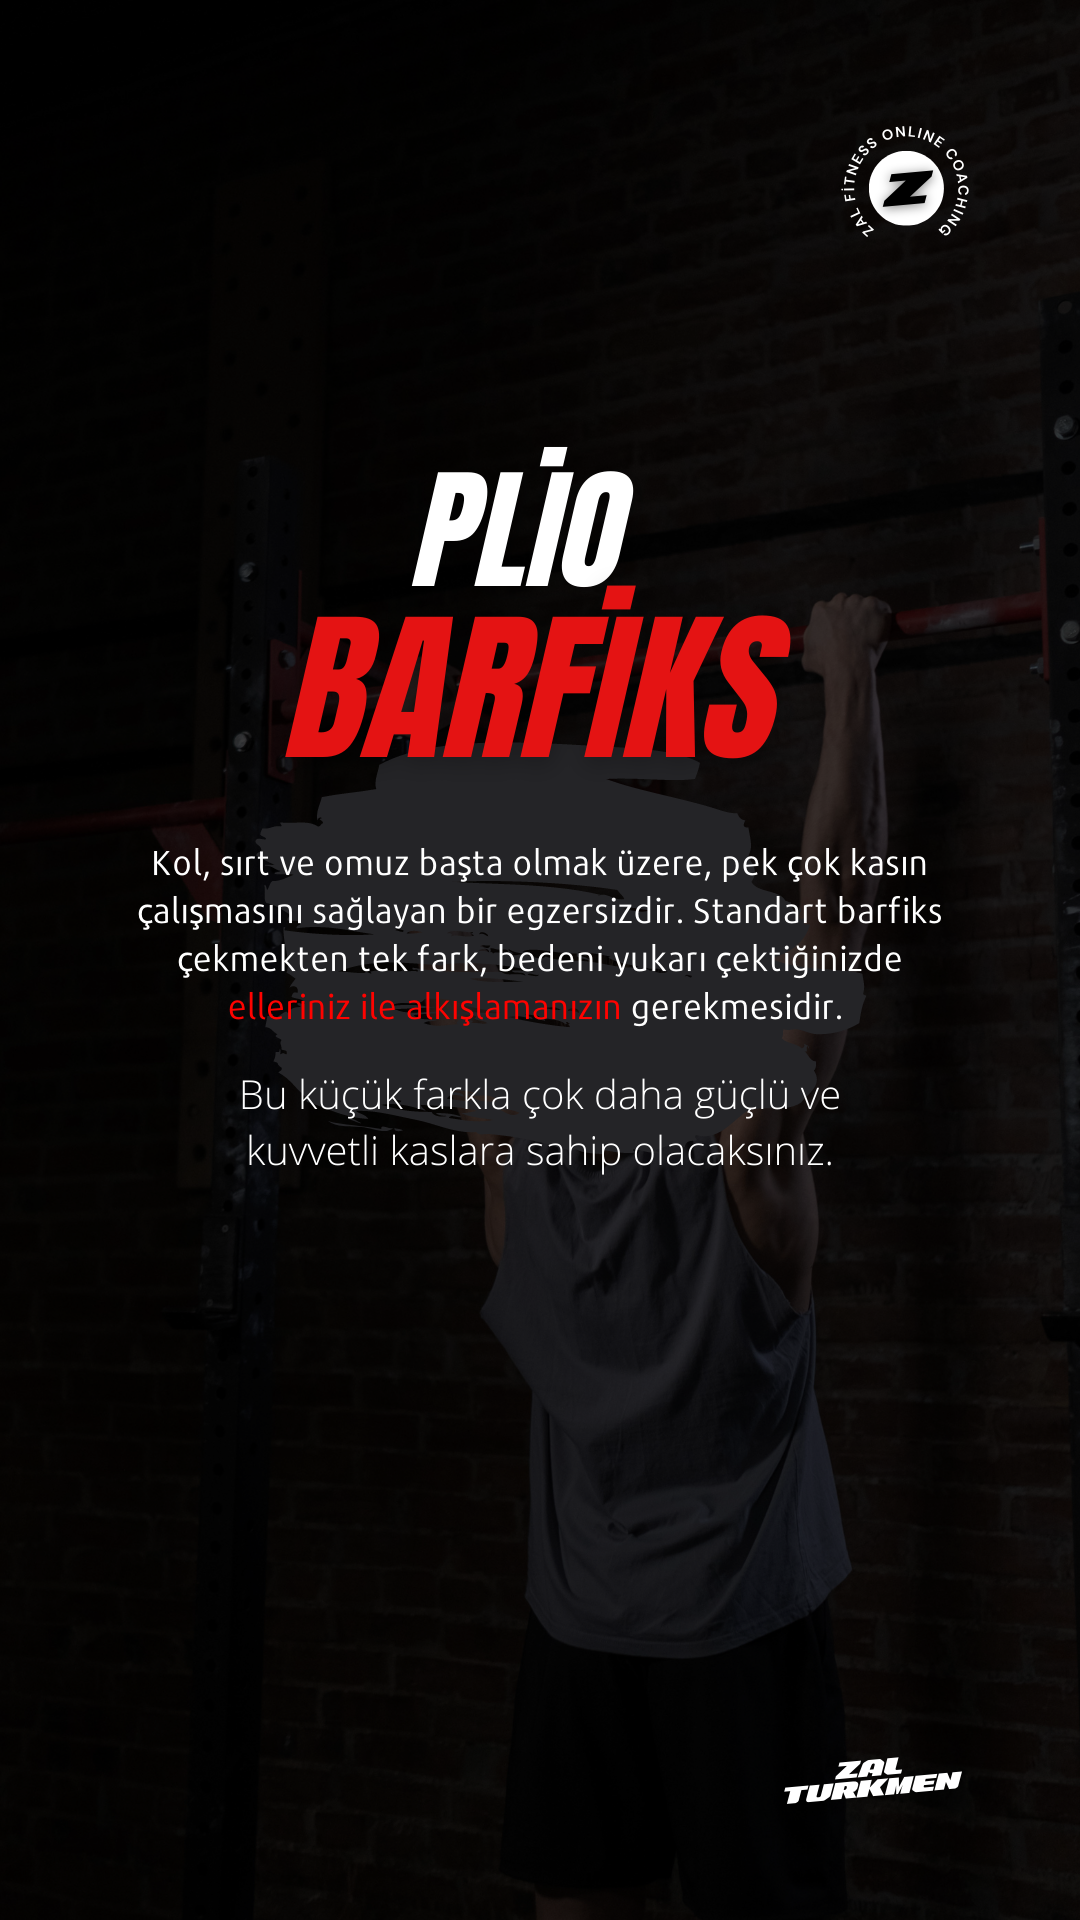 ZAL FİTNESS ONLINE COACHING
Z
PLİO
BARFİKS
Kol, sırt ve omuz başta olmak üzere, pek çok kasın
çalışmasını sağlayan bir egzersizdir. Standart barfiks
çekmekten tek fark, bedeni yukarı çektiğinizde
elleriniz ile alkışlamanızın gerekmesidir.
Bu küçük farkla çok daha güçlü ve
kuvvetli kaslara sahip olacaksınız.
ZAL
TURKMEN